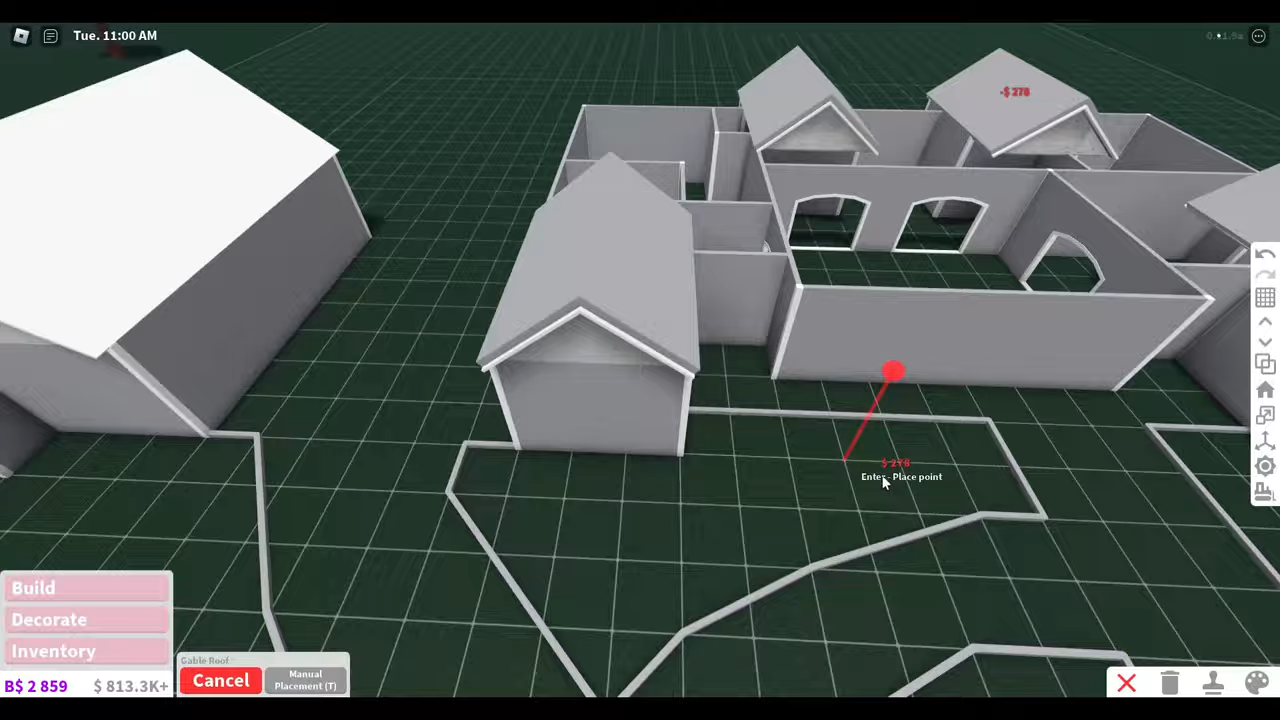 Tue. 11:00 AM
-$ 278
$ 278
Enter - Place point
Build
Decorate
Inventory
B$ 2 859
$ 813.3K+
Gable Roof
Cancel
Manual
Placement (T)